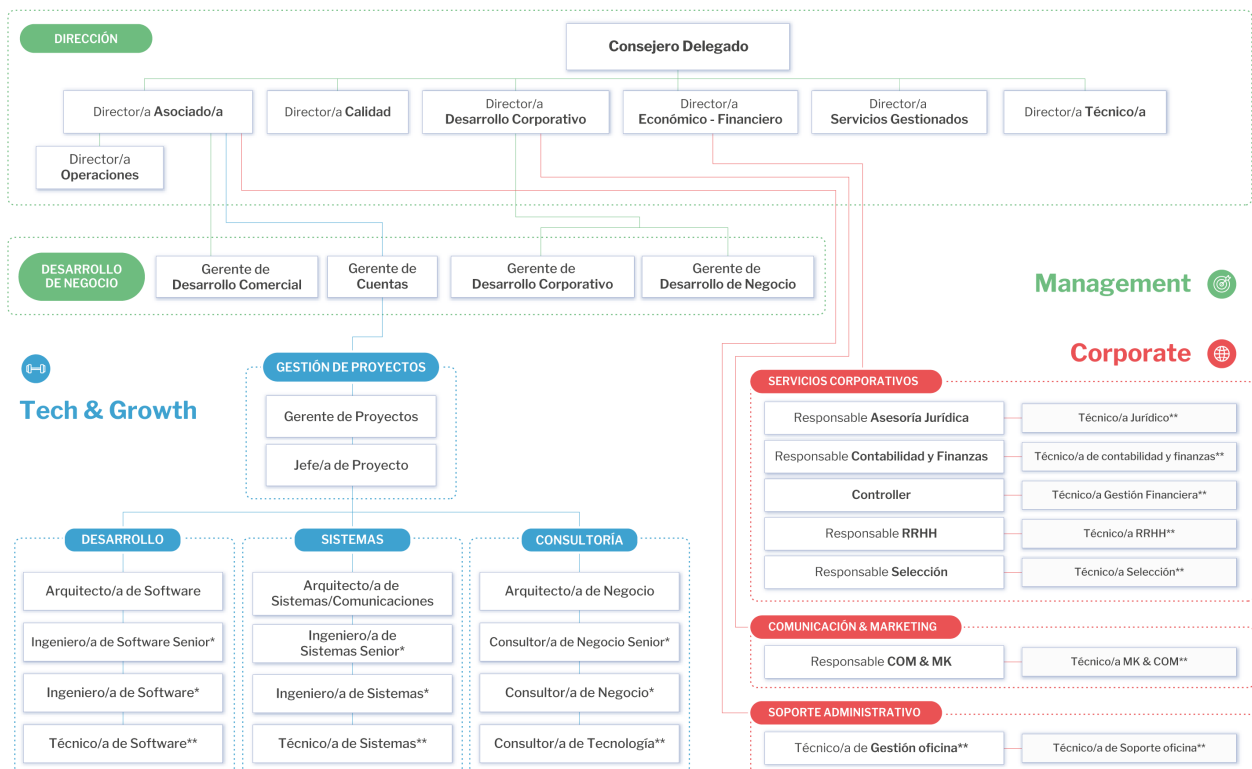 DIRECCIÓN
Consejero Delegado
Director/a Asociado/a
Director/a Calidad
Director/a
Desarrollo Corporativo
Director/a
Económico - Financiero
Director/a
Servicios Gestionados
Director/a Técnico/a
Director/a
Operaciones
DESARROLLO
DE NEGOCIO
Gerente de
Desarrollo Comercial
Gerente de
Cuentas
Gerente de
Desarrollo Corporativo
Gerente de
Desarrollo de Negocio
Management
Corporate
Tech & Growth
GESTIÓN DE PROYECTOS
Gerente de Proyectos
Jefe/a de Proyecto
DESARROLLO
Arquitecto/a de Software
Ingeniero/a de Software Senior*
Ingeniero/a de Software*
Técnico/a de Software**
SISTEMAS
Arquitecto/a de
Sistemas/Comunicaciones
Ingeniero/a de
Sistemas Senior*
Ingeniero/a de Sistemas*
Técnico/a de Sistemas**
CONSULTORÍA
Arquitecto/a de Negocio
Consultor/a de Negocio Senior*
Consultor/a de Negocio*
Consultor/a de Tecnología**
SERVICIOS CORPORATIVOS
Responsable Asesoría Jurídica
Técnico/a Jurídico**
Responsable Contabilidad y Finanzas
Técnico/a de contabilidad y finanzas**
Controller
Técnico/a Gestión Financiera**
Responsable RRHH
Técnico/a RRHH**
Responsable Selección
Técnico/a Selección**
COMUNICACIÓN & MARKETING
Responsable COM & MK
Técnico/a MK & COM**
SOPORTE ADMINISTRATIVO
Técnico/a de Gestión oficina**
Técnico/a de Soporte oficina**